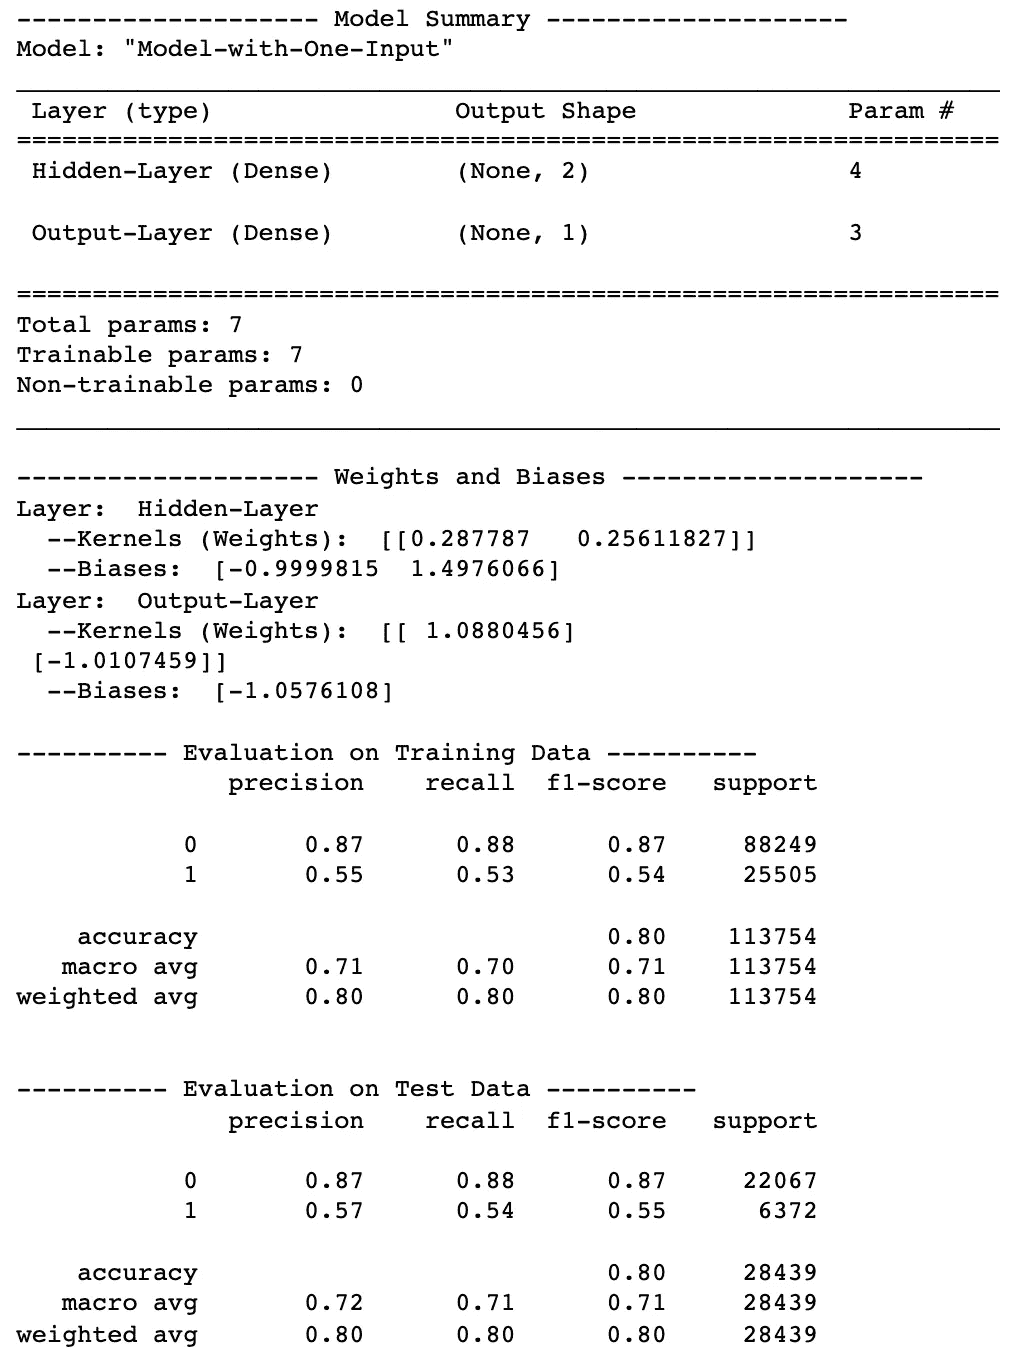 -------------------- Model Summary --------------------
Model: "Model-with-One-Input"
_________________________________________________________________
Layer (type)                Output Shape              Param #
=================================================================
Hidden-Layer (Dense)        (None, 2)                 4
Output-Layer (Dense)        (None, 1)                 3
=================================================================
Total params: 7
Trainable params: 7
Non-trainable params: 0
_________________________________________________________________
-------------------- Weights and Biases --------------------
Layer:  Hidden-Layer
  --Kernels (Weights):  [[0.287787   0.25611827]]
  --Biases:  [-0.9999815  1.4976066]
Layer:  Output-Layer
  --Kernels (Weights):  [[ 1.0880456]
 [-1.0107459]]
  --Biases:  [-1.0576108]
---------- Evaluation on Training Data ----------
              precision    recall  f1-score   support
           0       0.87      0.88      0.87     88249
           1       0.55      0.53      0.54     25505
    accuracy                           0.80    113754
   macro avg       0.71      0.70      0.71    113754
weighted avg       0.80      0.80      0.80    113754
---------- Evaluation on Test Data ----------
              precision    recall  f1-score   support
           0       0.87      0.88      0.87     22067
           1       0.57      0.54      0.55      6372
    accuracy                           0.80     28439
   macro avg       0.72      0.71      0.71     28439
weighted avg       0.80      0.80      0.80     28439